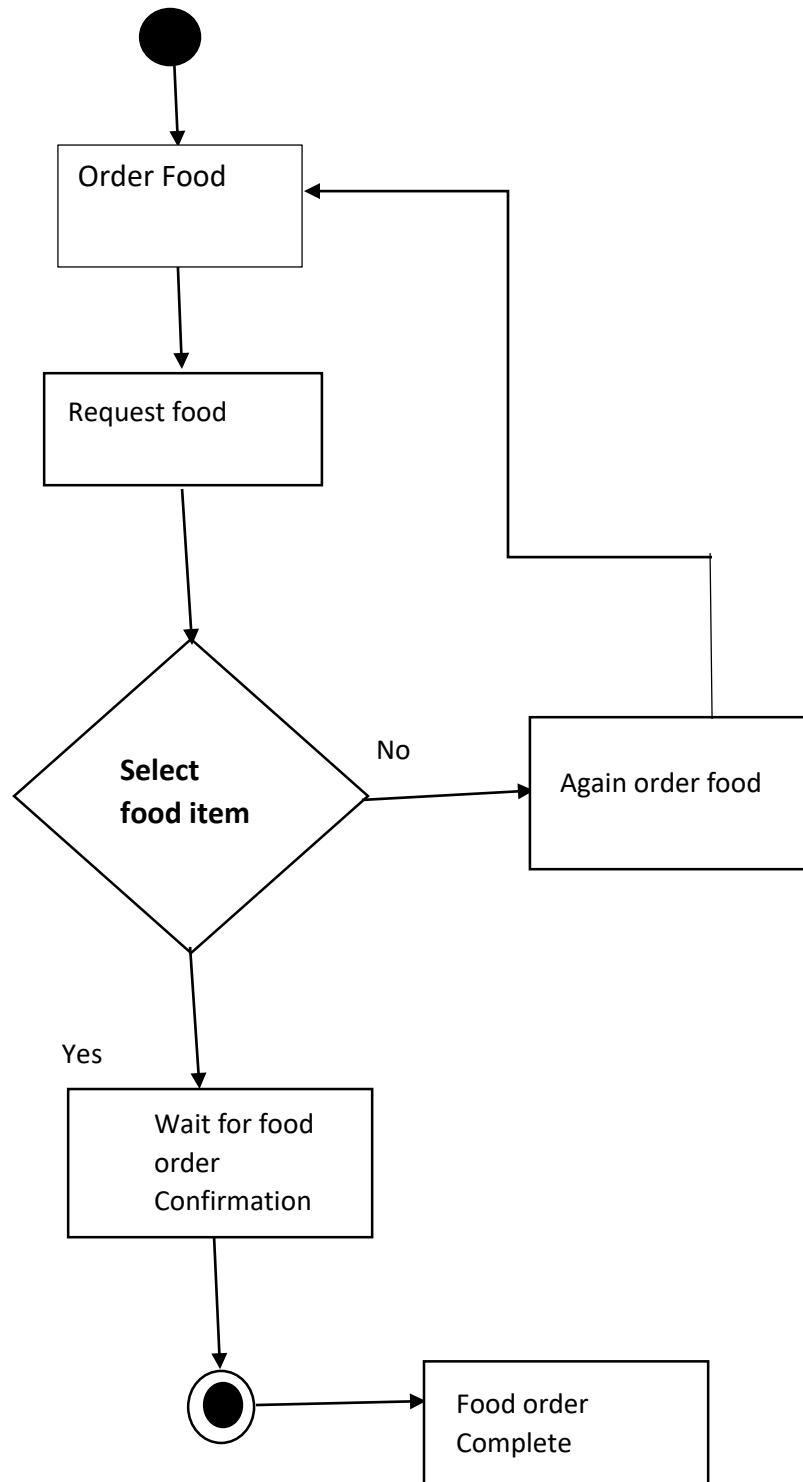 Order Food
Request food
Select
food item
No
Again order food
Yes
Wait for food
order
Confirmation
Food order
Complete